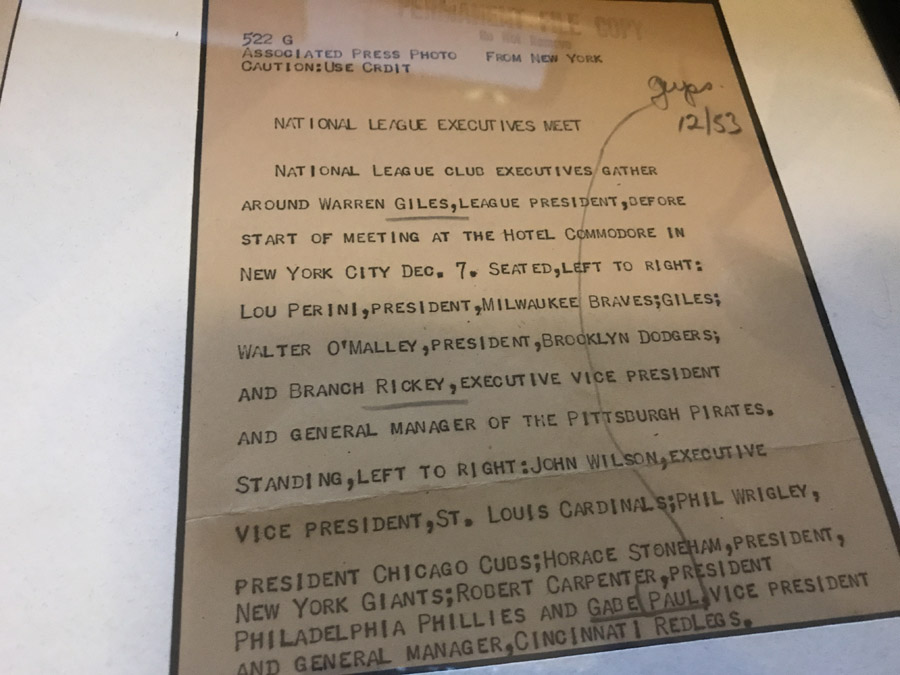 PERMANENT FILE COPY
522 G
ASSOCIATED PRESS PHOTO FROM NEW YORK
CAUTION:USE CRDIT
guys.
12/53
NATIONAL LEAGUE EXECUTIVES MEET
NATIONAL LEAGUE CLUB EXECUTIVES GATHER
AROUND WARREN GILES,LEAGUE PRESIDENT,BEFORE
START OF MEETING AT THE HOTEL COMMODORE IN
NEW YORK CITY DEC. 7. SEATED,LEFT TO RIGHT:
LOU PERINI,PRESIDENT,MILWAUKEE BRAVES;GILES;
WALTER O'MALLEY,PRESIDENT,BROOKLYN DODGERS;
AND BRANCH RICKEY,EXECUTIVE VICE PRESIDENT
AND GENERAL MANAGER OF THE PITTSBURGH PIRATES.
STANDING,LEFT TO RIGHT:JOHN WILSON,EXECUTIVE
VICE PRESIDENT,ST. LOUIS CARDINALS;PHIL WRIGLEY,
PRESIDENT CHICAGO CUBS;HORACE STONEHAM,PRESIDENT,
NEW YORK GIANTS;ROBERT CARPENTER,PRESIDENT
PHILADELPHIA PHILLIES AND GABE PAUL,VICE PRESIDENT
AND GENERAL MANAGER,CINCINNATI REDLEGS.